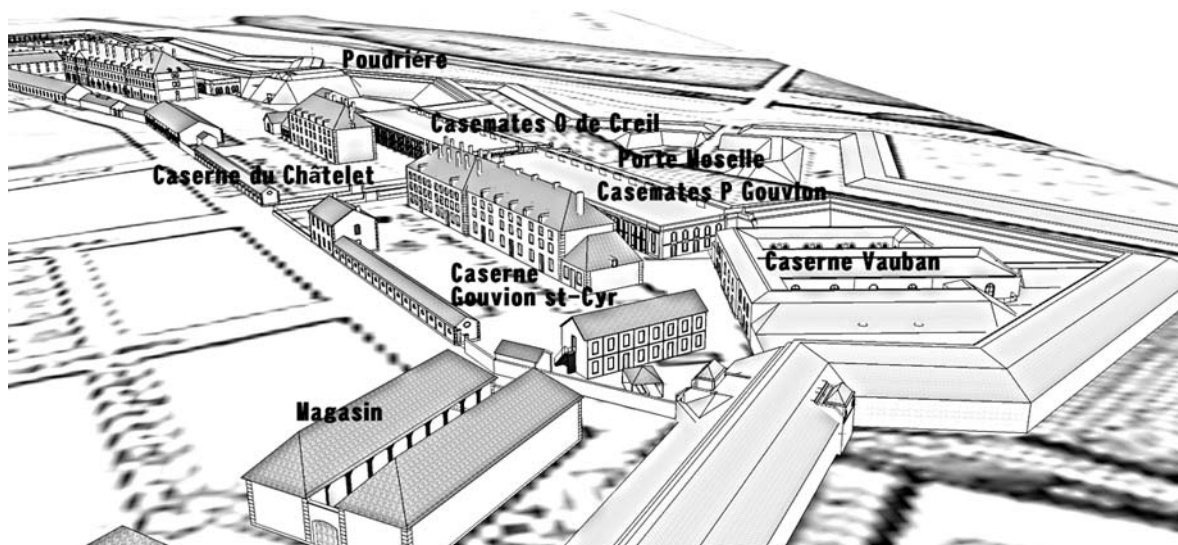 Poudrière
Casemates O de Creil
Porte Moselle
Caserne du Châtelet
Casemates P Gouvion
Caserne Vauban
Caserne
Gouvion st-Cyr
Magasin